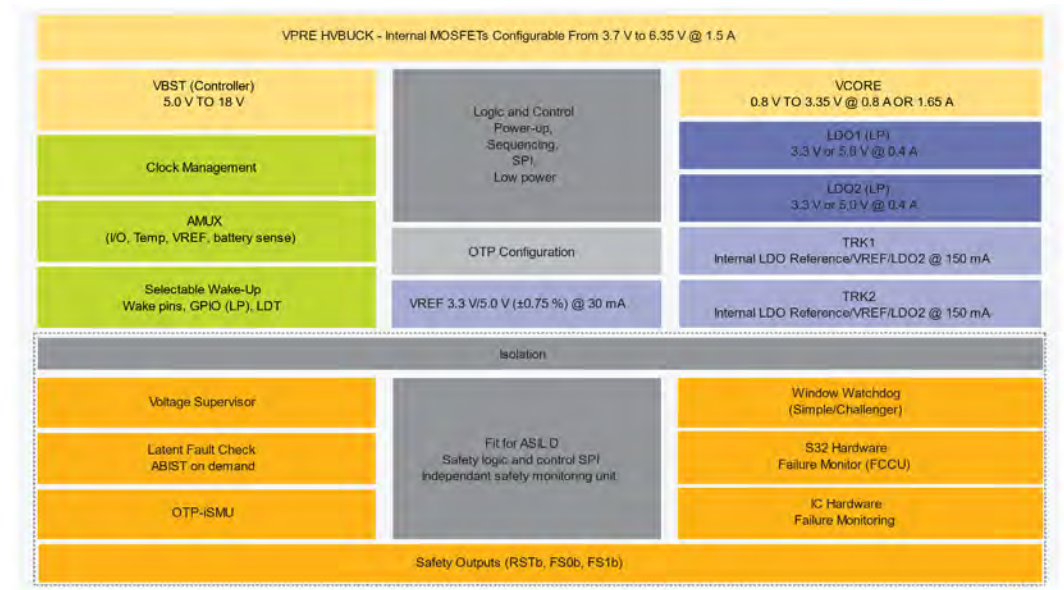 VPRE HVBUCK - Internal MOSFETs Configurable From 3.7 V to 6.35 V @ 1.5 A
VBST (Controller)
5.0 V TO 18 V
Clock Management
AMUX
(I/O, Temp, VREF, battery sense)
Selectable Wake-Up
Wake pins, GPIO (LP), LDT
Logic and Control
Power-up,
Sequencing,
SPI,
Low power
OTP Configuration
VREF 3.3 V/5.0 V (±0.75 %) @ 30 mA
VCORE
0.8 V TO 3.35 V @ 0.8 A OR 1.65 A
LDO1 (LP)
3.3 V or 5.0 V @ 0.4 A
LDO2 (LP)
3.3 V or 5.0 V @ 0.4 A
TRK1
Internal LDO Reference/VREF/LDO2 @ 150 mA
TRK2
Internal LDO Reference/VREF/LDO2 @ 150 mA
Isolation
Voltage Supervisor
Latent Fault Check
ABIST on demand
OTP-iSMU
Fit for ASIL D
Safety logic and control SPI
Independant safety monitoring unit
Window Watchdog
(Simple/Challenger)
S32 Hardware
Failure Monitor (FCCU)
IC Hardware
Failure Monitoring
Safety Outputs (RSTb, FS0b, FS1b)